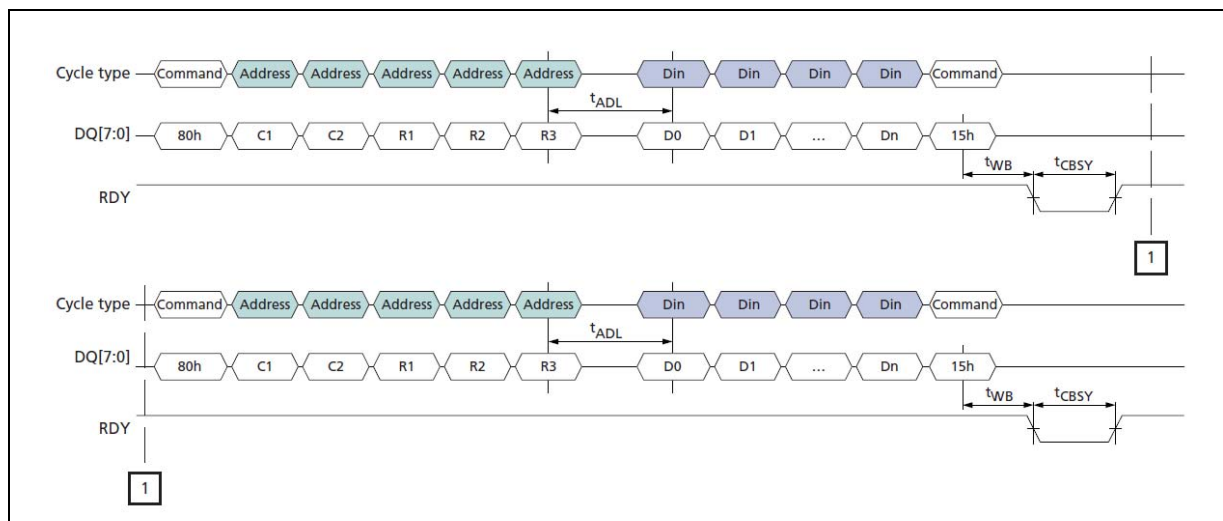 Cycle type Command Address Address Address Address Address Din Din Din Din Command
tADL
DQ[7:0] 80h C1 C2 R1 R2 R3 D0 D1 … Dn 15h
tWB tCBSY
RDY
1
Cycle type Command Address Address Address Address Address Din Din Din Din Command
tADL
DQ[7:0] 80h C1 C2 R1 R2 R3 D0 D1 … Dn 15h
tWB tCBSY
RDY
1